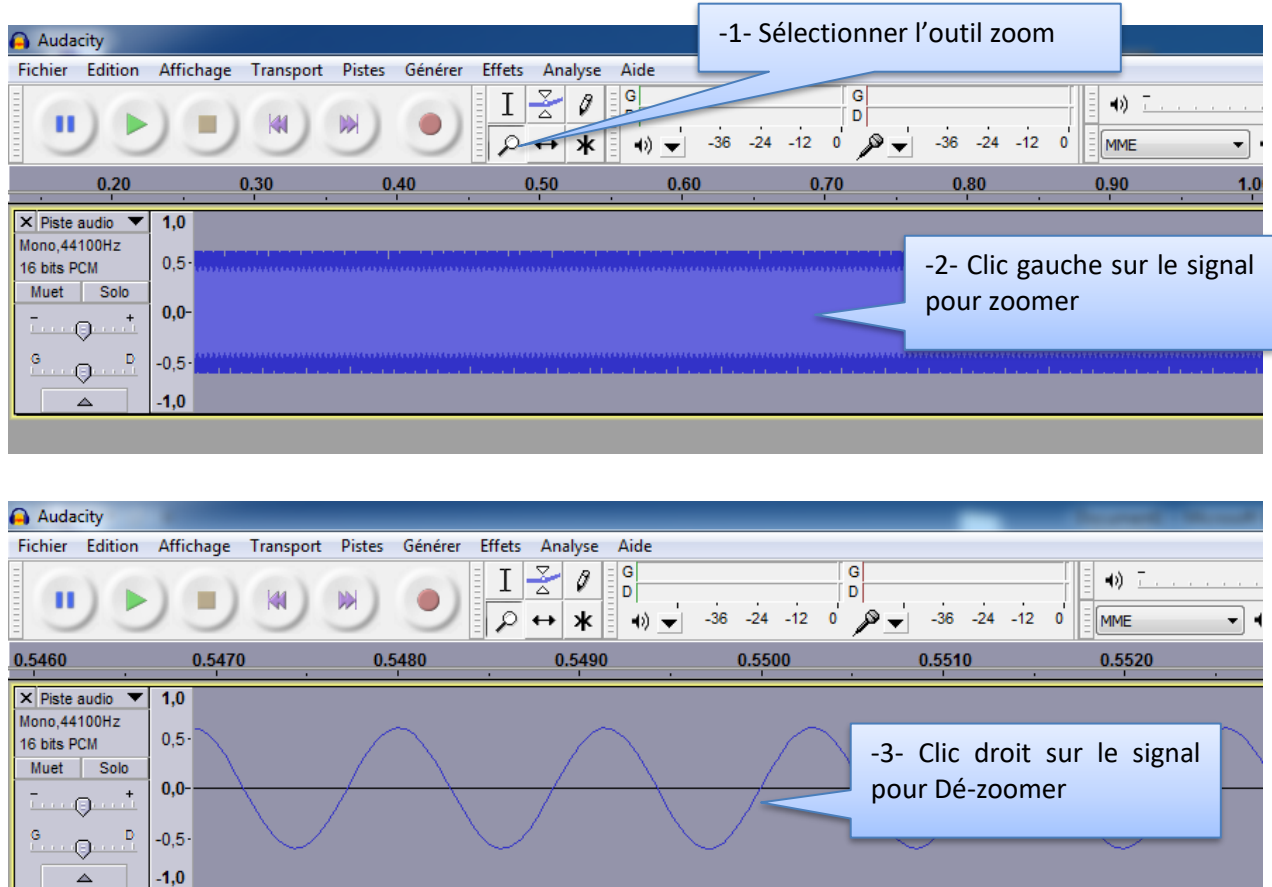 Audacity
-1- Sélectionner l'outil zoom
Fichier Edition Affichage Transport Pistes Générer Effets Analyse Aide
G G
D
-36 -24 -12 0 -36 -24 -12 0 MME
0.20 0.30 0.40 0.50 0.60 0.70 0.80 0.90
Piste audio 1,0
Mono,44100Hz
16 bits PCM 0,5
Muet Solo
- + 0,0
G D -0,5
-1,0
-2- Clic gauche sur le signal
pour zoomer
Audacity
Fichier Edition Affichage Transport Pistes Générer Effets Analyse Aide
G G
D D
-36 -24 -12 0 -36 -24 -12 0 MME
0.5460 0.5470 0.5480 0.5490 0.5500 0.5510 0.5520
Piste audio 1,0
Mono,44100Hz
16 bits PCM 0,5
Muet Solo
- + 0,0
G D -0,5
-1,0
-3- Clic droit sur le signal
pour Dé-zoomer